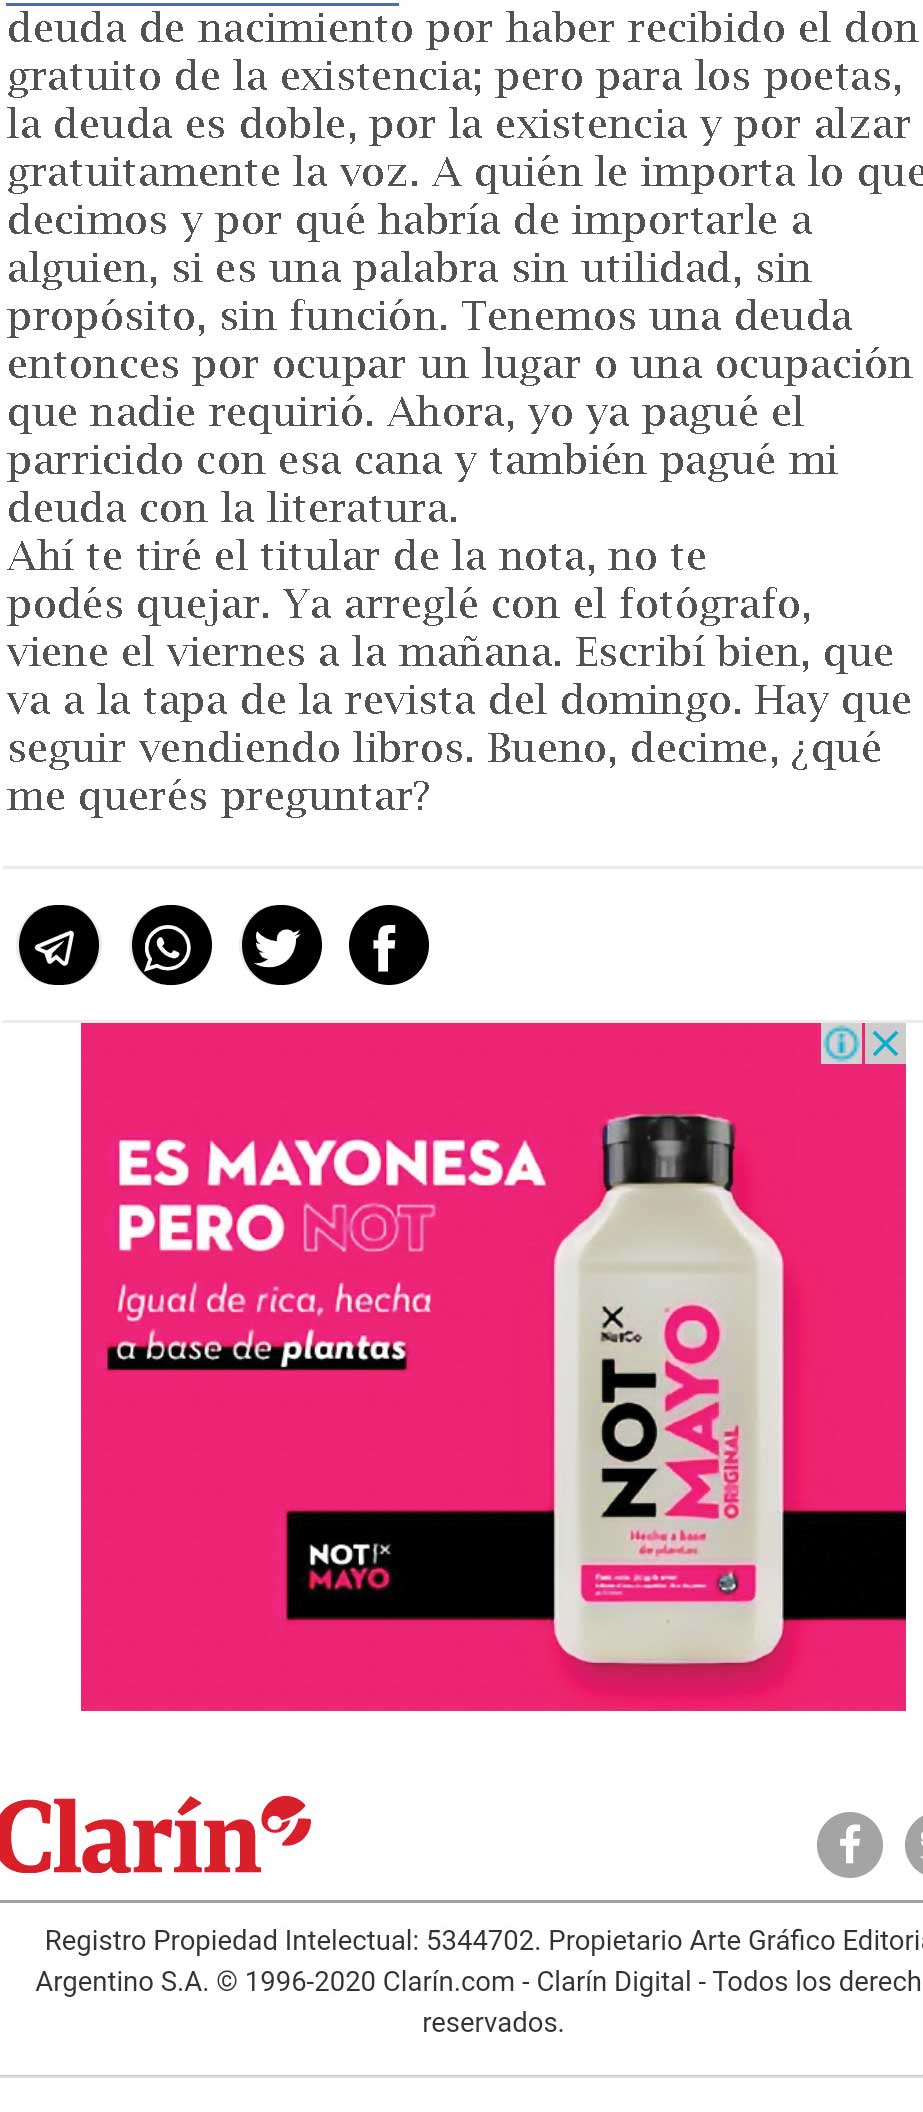 deuda de nacimiento por haber recibido el don
gratuito de la existencia; pero para los poetas,
la deuda es doble, por la existencia y por alzar
gratuitamente la voz. A quién le importa lo que
decimos y por qué habría de importarle a
alguien, si es una palabra sin utilidad, sin
propósito, sin función. Tenemos una deuda
entonces por ocupar un lugar o una ocupación
que nadie requirió. Ahora, yo ya pagué el
parricido con esa cana y también pagué mi
deuda con la literatura.
Ahí te tiré el titular de la nota, no te
podés quejar. Ya arreglé con el fotógrafo,
viene el viernes a la mañana. Escribí bien, que
va a la tapa de la revista del domingo. Hay que
seguir vendiendo libros. Bueno, decime, ¿qué
me querés preguntar?
ES MAYONESA
PERO NOT
Igual de rica, hecha
a base de plantas
NotCo
NOT
MAYO
ORIGINAL
Hecha a base
de plantas
NOT
MAYO
Clarín
Registro Propiedad Intelectual: 5344702. Propietario Arte Gráfico Editoria
Argentino S.A. © 1996-2020 Clarín.com - Clarín Digital - Todos los derech
reservados.